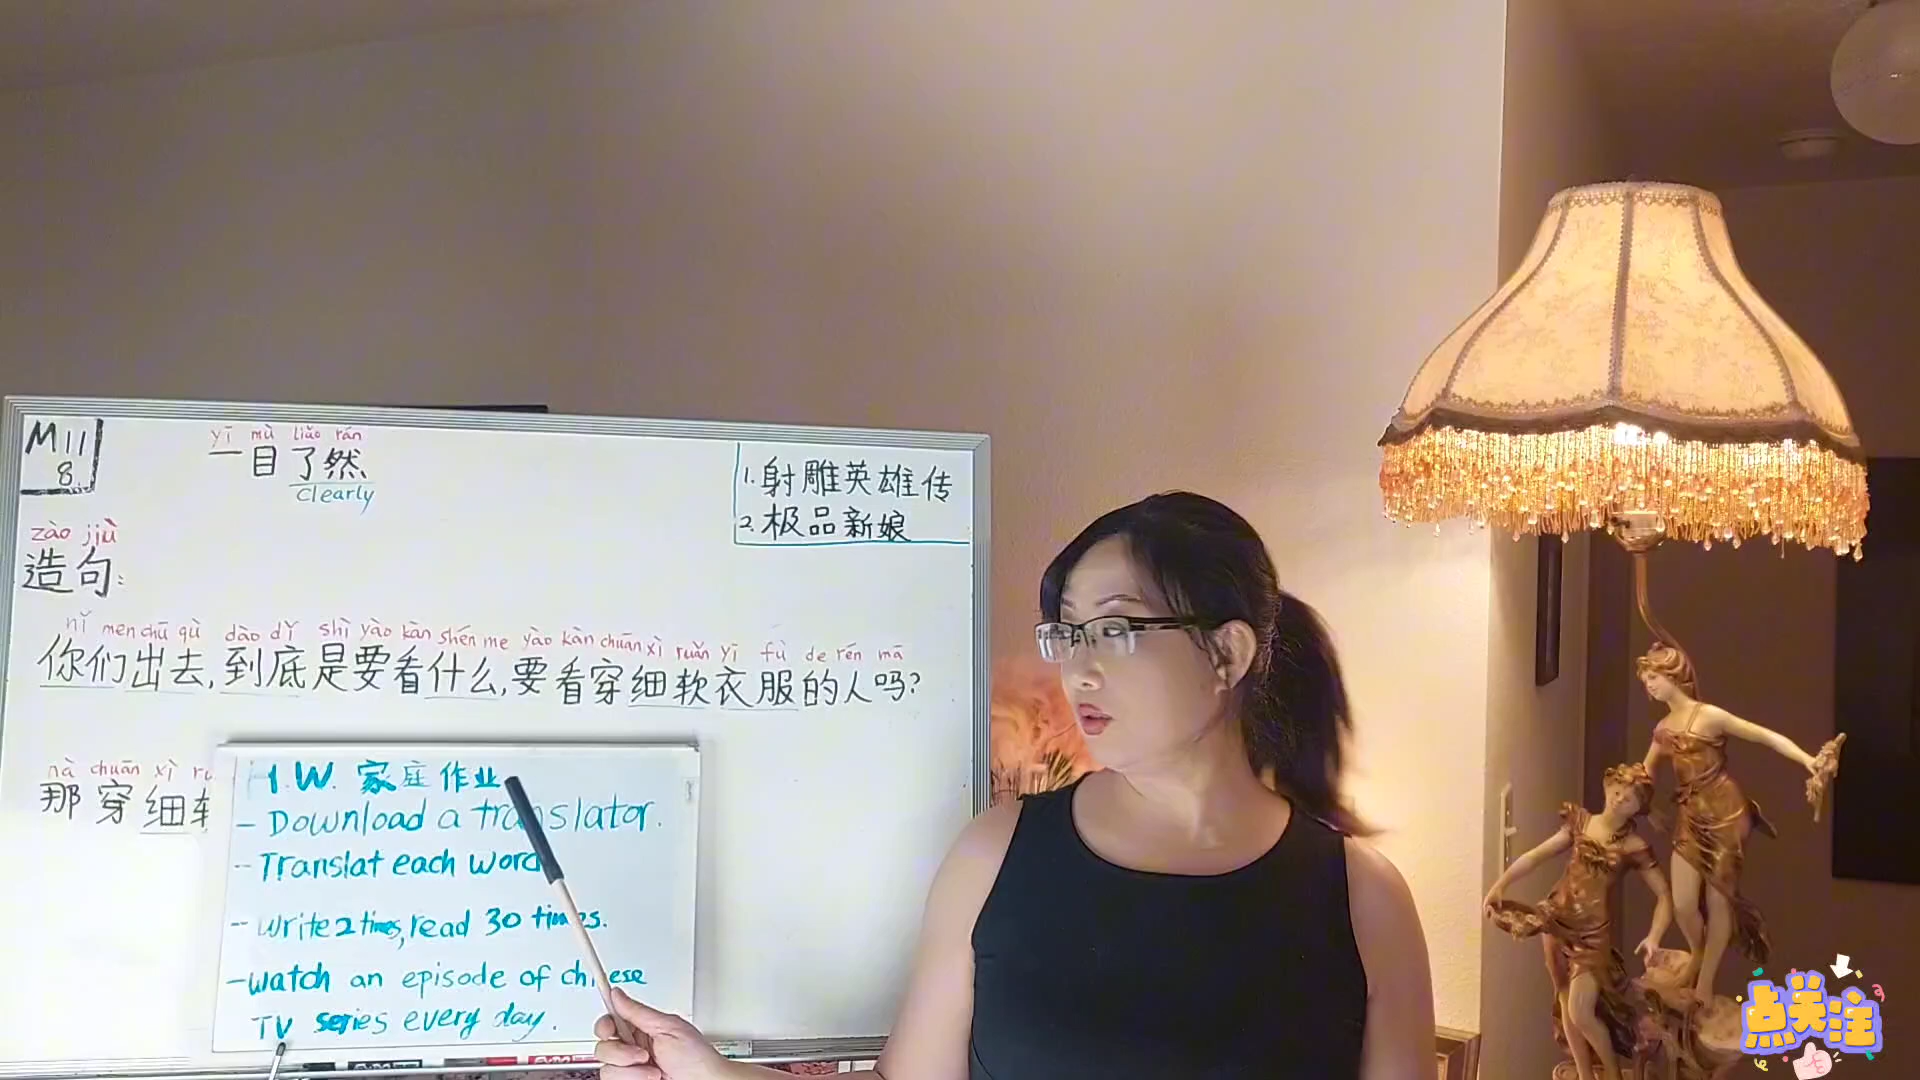 M11
8.
yī mù liǎo rán
一目了然
clearly
1.射雕英雄传
2.极品新娘
zào jiù
造句:
nǐ men chū qù dào dǐ shì yào kàn shén me yào kàn chuān xì ruǎn yī fù de rén mā
你们出去,到底是要看什么,要看穿细软衣服的人吗?
nà chuān xì ru
那穿细软
H.W. 家庭作业
- Download a translator.
-- Translat each word
-- write 2 times, read 30 times.
- watch an episode of chinese
TV series every day.
点关注